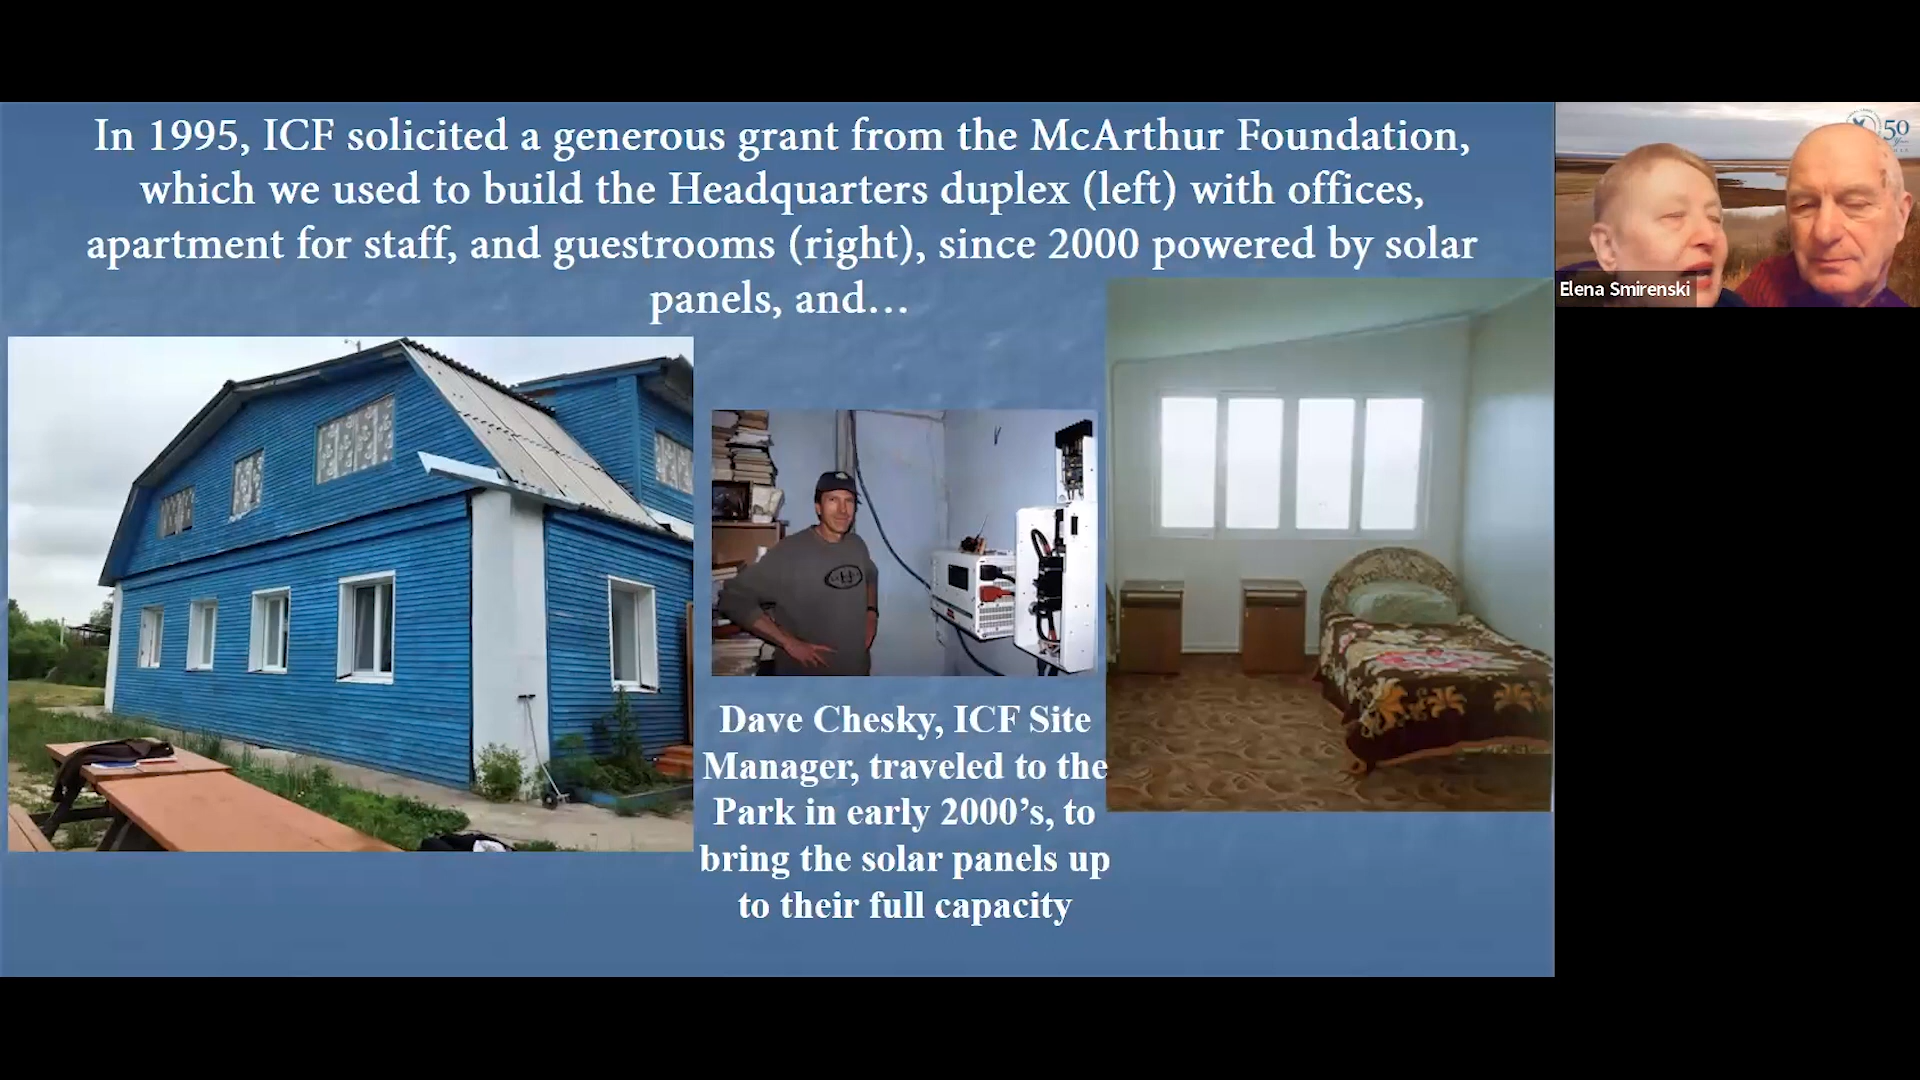 In 1995, ICF solicited a generous grant from the McArthur Foundation,
which we used to build the Headquarters duplex (left) with offices,
apartment for staff, and guestrooms (right), since 2000 powered by solar
panels, and…
Dave Chesky, ICF Site
Manager, traveled to the
Park in early 2000’s, to
bring the solar panels up
to their full capacity
50
Elena Smirenski